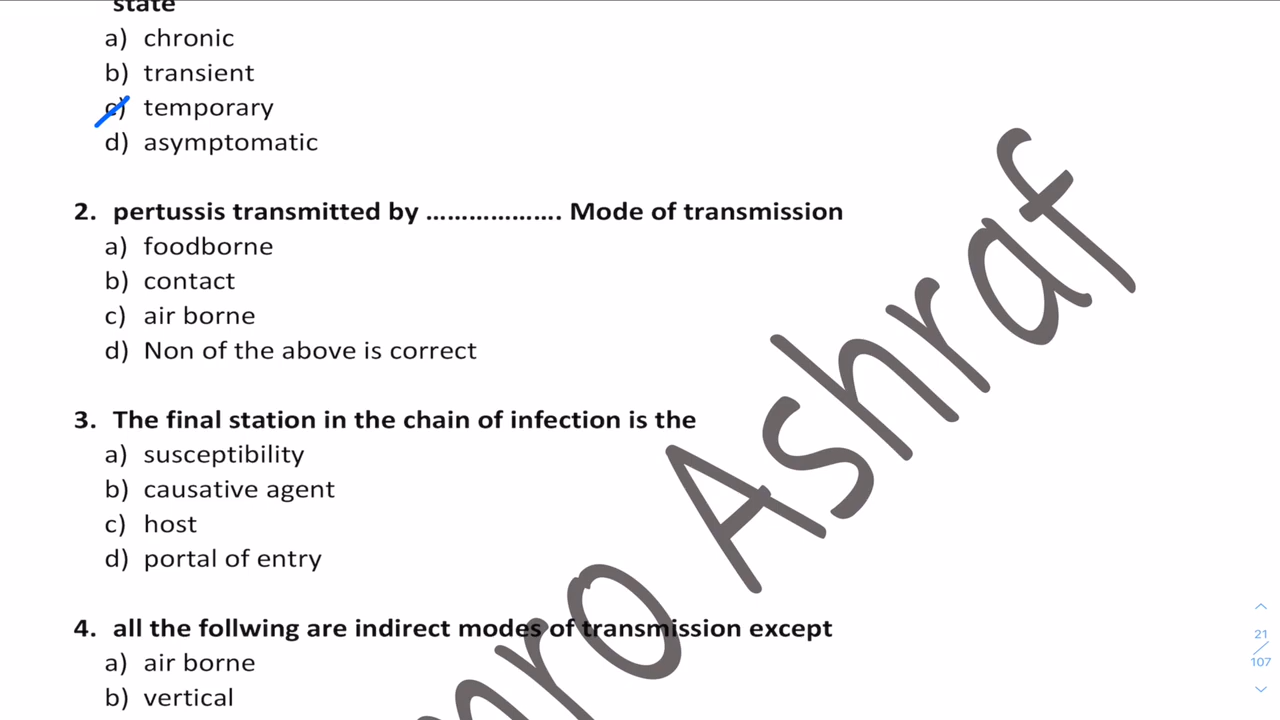 state
a) chronic
b) transient
c) temporary
d) asymptomatic
2. pertussis transmitted by ………………. Mode of transmission
a) foodborne
b) contact
c) air borne
d) Non of the above is correct
3. The final station in the chain of infection is the
a) susceptibility
b) causative agent
c) host
d) portal of entry
4. all the follwing are indirect modes of transmission except
a) air borne
b) vertical
Ashraf
21
107